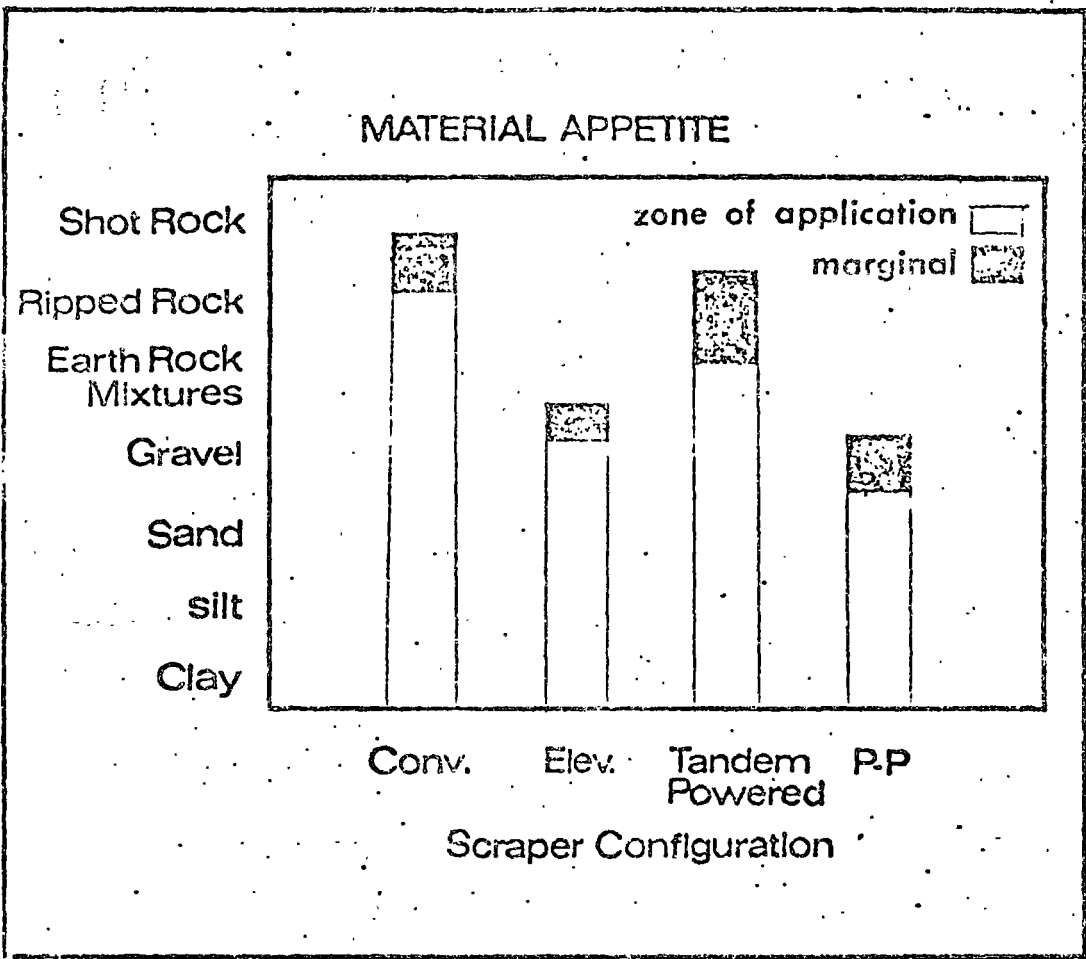 MATERIAL APPETITE
zone of application
marginal
Shot Rock
Ripped Rock
Earth Rock
Mixtures
Gravel
Sand
silt
Clay
Conv.
Elev.
Tandem
Powered
P-P
Scraper Configuration